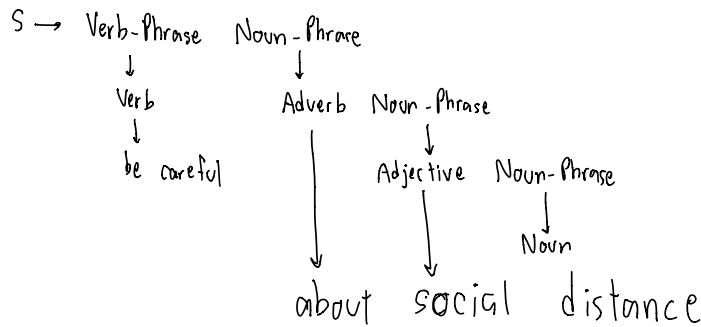 S → Verb-Phrase Noun-Phrase
Verb Adverb Noun-Phrase
be careful Adjective Noun-Phrase
Noun
about social distance